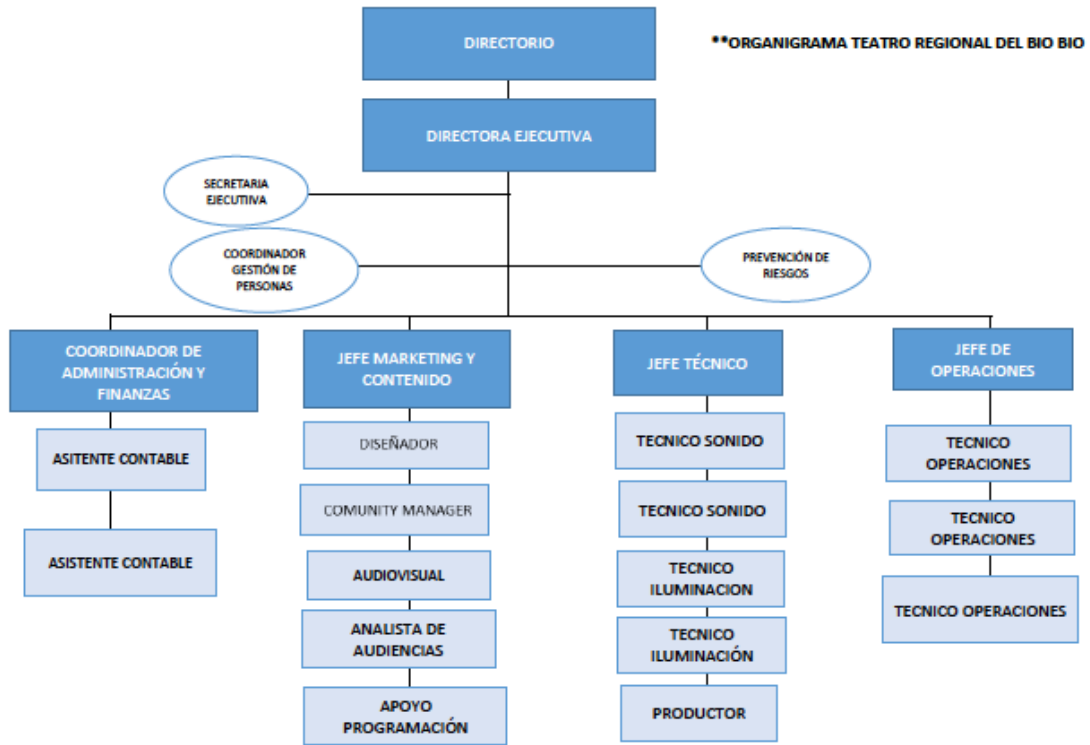 DIRECTORIO
**ORGANIGRAMA TEATRO REGIONAL DEL BIO BIO
DIRECTORA EJECUTIVA
SECRETARIA
EJECUTIVA
COORDINADOR
GESTIÓN DE
PERSONAS
PREVENCIÓN DE
RIESGOS
COORDINADOR DE
ADMINISTRACIÓN Y
FINANZAS
ASITENTE CONTABLE
ASISTENTE CONTABLE
JEFE MARKETING Y
CONTENIDO
DISEÑADOR
COMUNITY MANAGER
AUDIOVISUAL
ANALISTA DE
AUDIENCIAS
APOYO
PROGRAMACIÓN
JEFE TÉCNICO
TECNICO SONIDO
TECNICO SONIDO
TECNICO
ILUMINACION
TECNICO
ILUMINACIÓN
PRODUCTOR
JEFE DE
OPERACIONES
TECNICO
OPERACIONES
TECNICO
OPERACIONES
TECNICO OPERACIONES